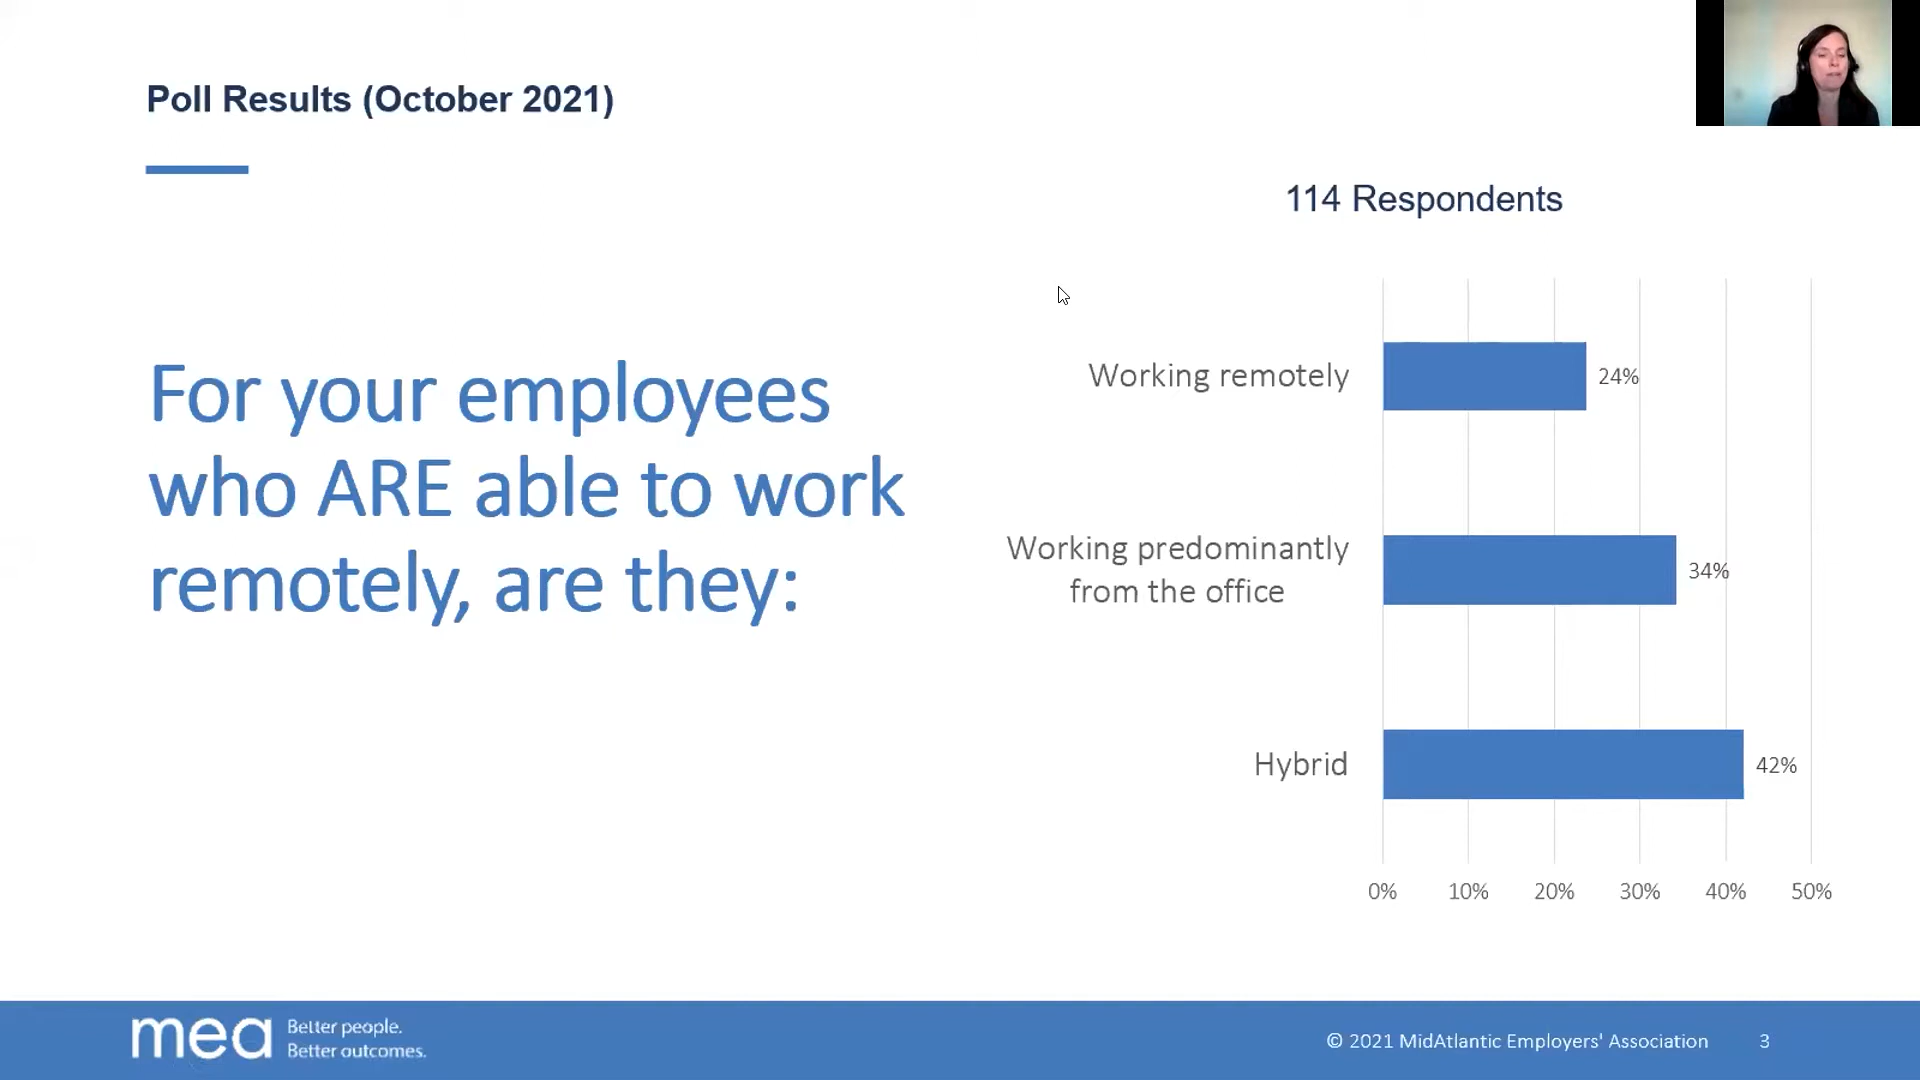 Poll Results (October 2021)
114 Respondents
For your employees
who ARE able to work
remotely, are they:
Working remotely
24%
Working predominantly
from the office
34%
Hybrid
42%
0% 10% 20% 30% 40% 50%
mea
Better people.
Better outcomes.
© 2021 MidAtlantic Employers' Association 3